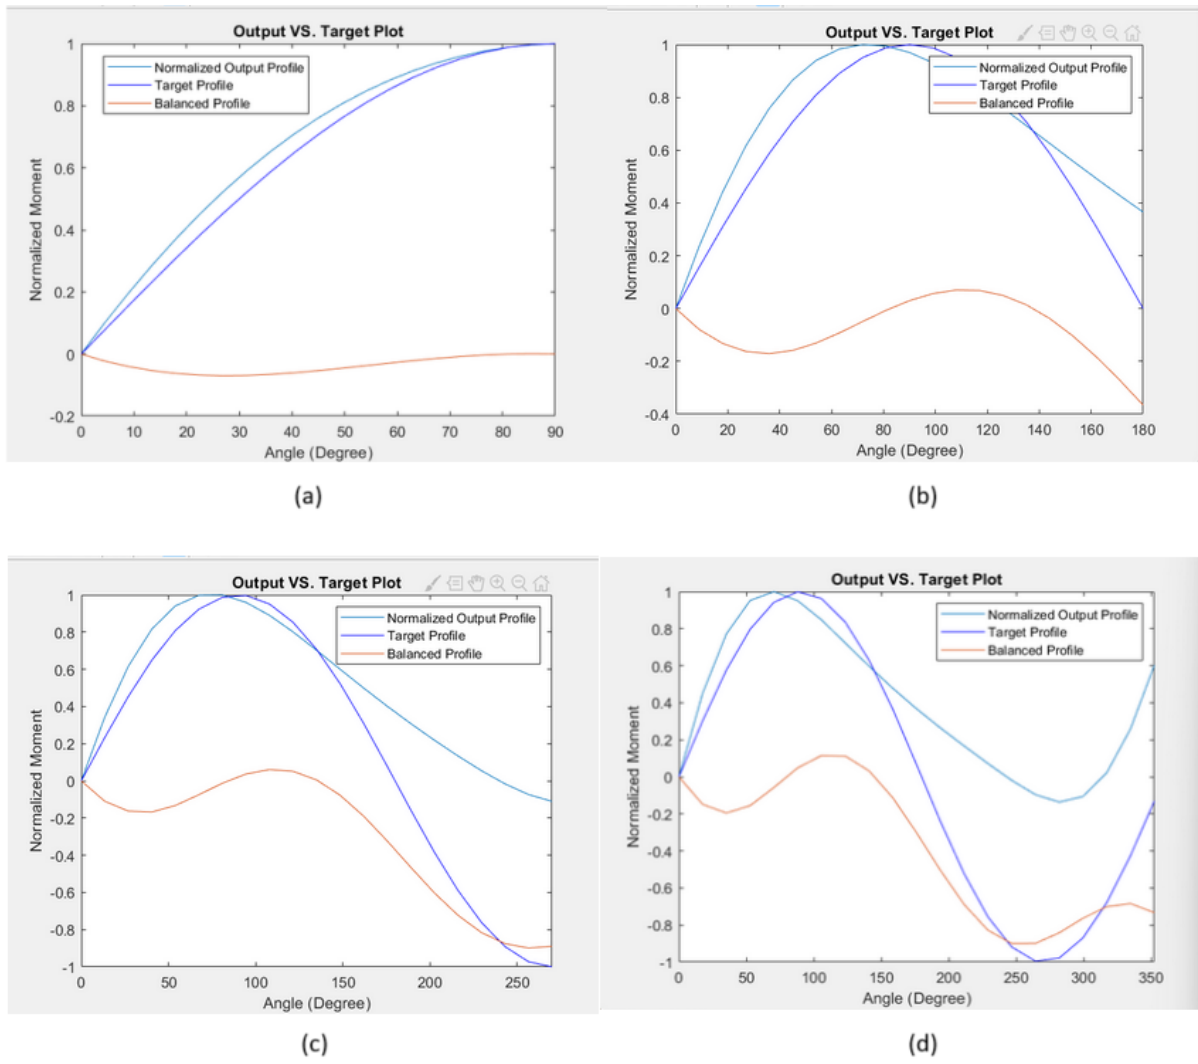 Output VS. Target Plot
1
0.8
0.6
0.4
0.2
0
-0.2
Normalized Moment
Normalized Output Profile
Target Profile
Balanced Profile
0 10 20 30 40 50 60 70 80 90
Angle (Degree)
(a)
Output VS. Target Plot
1
0.8
0.6
0.4
0.2
0
-0.2
-0.4
Normalized Moment
Normalized Output Profile
Target Profile
Balanced Profile
0 20 40 60 80 100 120 140 160 180
Angle (Degree)
(b)
Output VS. Target Plot
1
0.8
0.6
0.4
0.2
0
-0.2
-0.4
-0.6
-0.8
-1
Normalized Moment
Normalized Output Profile
Target Profile
Balanced Profile
0 50 100 150 200 250
Angle (Degree)
(c)
Output VS. Target Plot
1
0.8
0.6
0.4
0.2
0
-0.2
-0.4
-0.6
-0.8
-1
Normalized Moment
Normalized Output Profile
Target Profile
Balanced Profile
0 50 100 150 200 250 300 350
Angle (Degree)
(d)